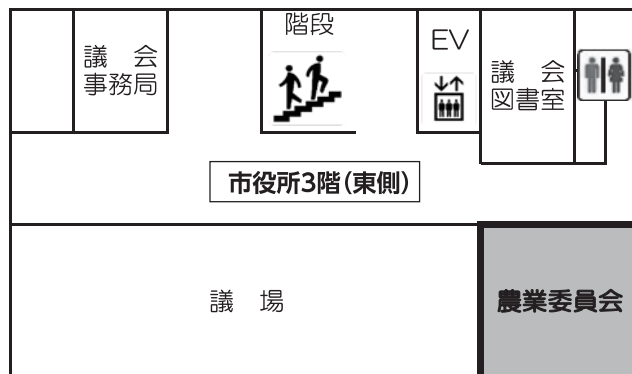 階段
EV
議 会
事務局
議 会
図書室
市役所3階(東側)
議 場
農業委員会